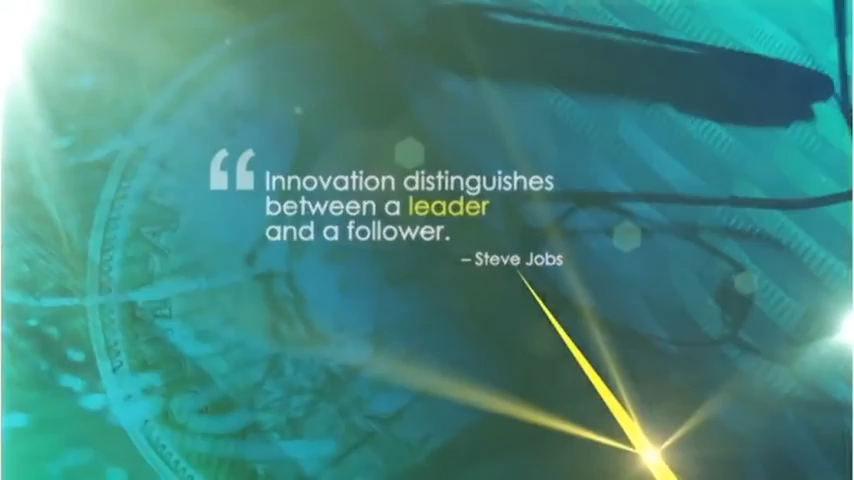 “ Innovation distinguishes
between a leader
and a follower.
– Steve Jobs